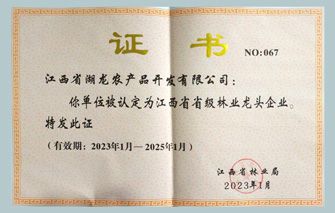 证书
NO:067
江西省湖龙农产品开发有限公司：
你单位被认定为江西省省级林业龙头企业。
特发此证
（有效期：2023年1月—2025年1月）
江西省林业局
2023年1月